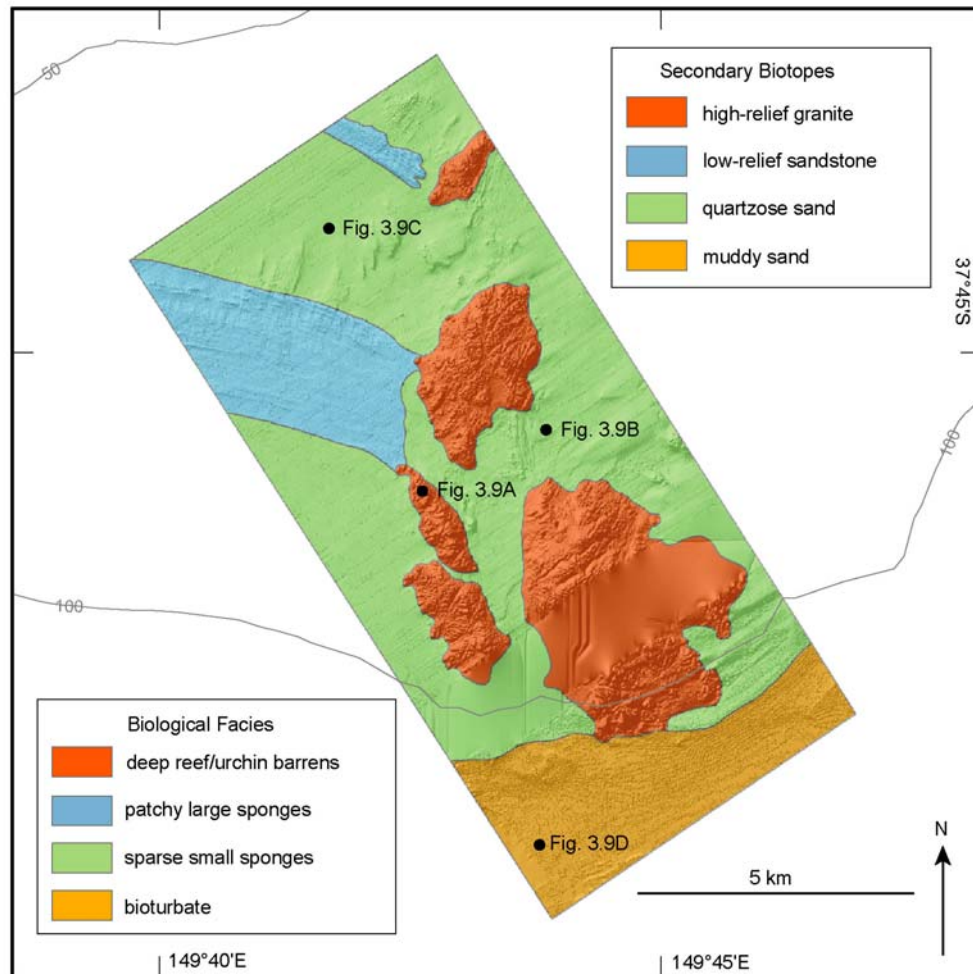 50
Secondary Biotopes
high-relief granite
low-relief sandstone
quartzose sand
muddy sand
Fig. 3.9C
37°45'S
Fig. 3.9B
100
Fig. 3.9A
100
Biological Facies
deep reef/urchin barrens
patchy large sponges
sparse small sponges
bioturbate
Fig. 3.9D
N
5 km
149°40'E
149°45'E